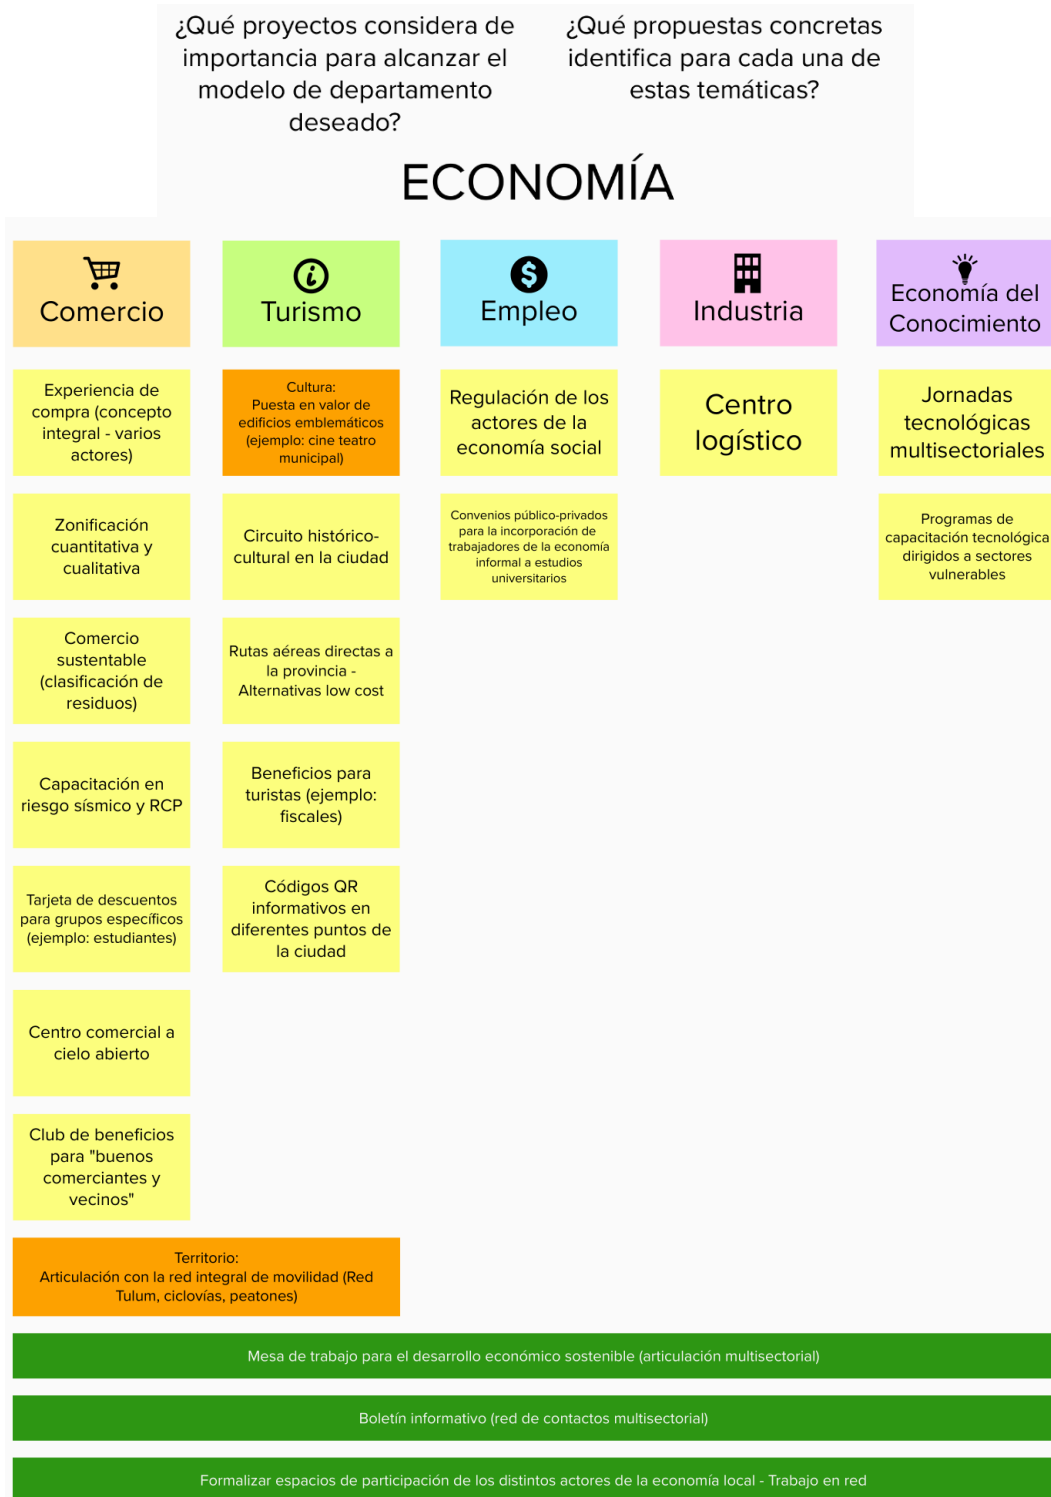 ¿Qué proyectos considera de
importancia para alcanzar el
modelo de departamento
deseado?
¿Qué propuestas concretas
identifica para cada una de
estas temáticas?
ECONOMÍA
Comercio
Experiencia de
compra (concepto
integral - varios
actores)
Zonificación
cuantitativa y
cualitativa
Comercio
sustentable
(clasificación de
residuos)
Capacitación en
riesgo sísmico y RCP
Tarjeta de descuentos
para grupos específicos
(ejemplo: estudiantes)
Centro comercial a
cielo abierto
Club de beneficios
para "buenos
comerciantes y
vecinos"
Turismo
Cultura:
Puesta en valor de
edificios emblemáticos
(ejemplo: cine teatro
municipal)
Circuito histórico-
cultural en la ciudad
Rutas aéreas directas a
la provincia -
Alternativas low cost
Beneficios para
turistas (ejemplo:
fiscales)
Códigos QR
informativos en
diferentes puntos de
la ciudad
Empleo
Regulación de los
actores de la
economía social
Convenios público-privados
para la incorporación de
trabajadores de la economía
informal a estudios
universitarios
Industria
Centro
logístico
Economía del
Conocimiento
Jornadas
tecnológicas
multisectoriales
Programas de
capacitación tecnológica
dirigidos a sectores
vulnerables
Territorio:
Articulación con la red integral de movilidad (Red
Tulum, ciclovías, peatones)
Mesa de trabajo para el desarrollo económico sostenible (articulación multisectorial)
Boletín informativo (red de contactos multisectorial)
Formalizar espacios de participación de los distintos actores de la economía local - Trabajo en red